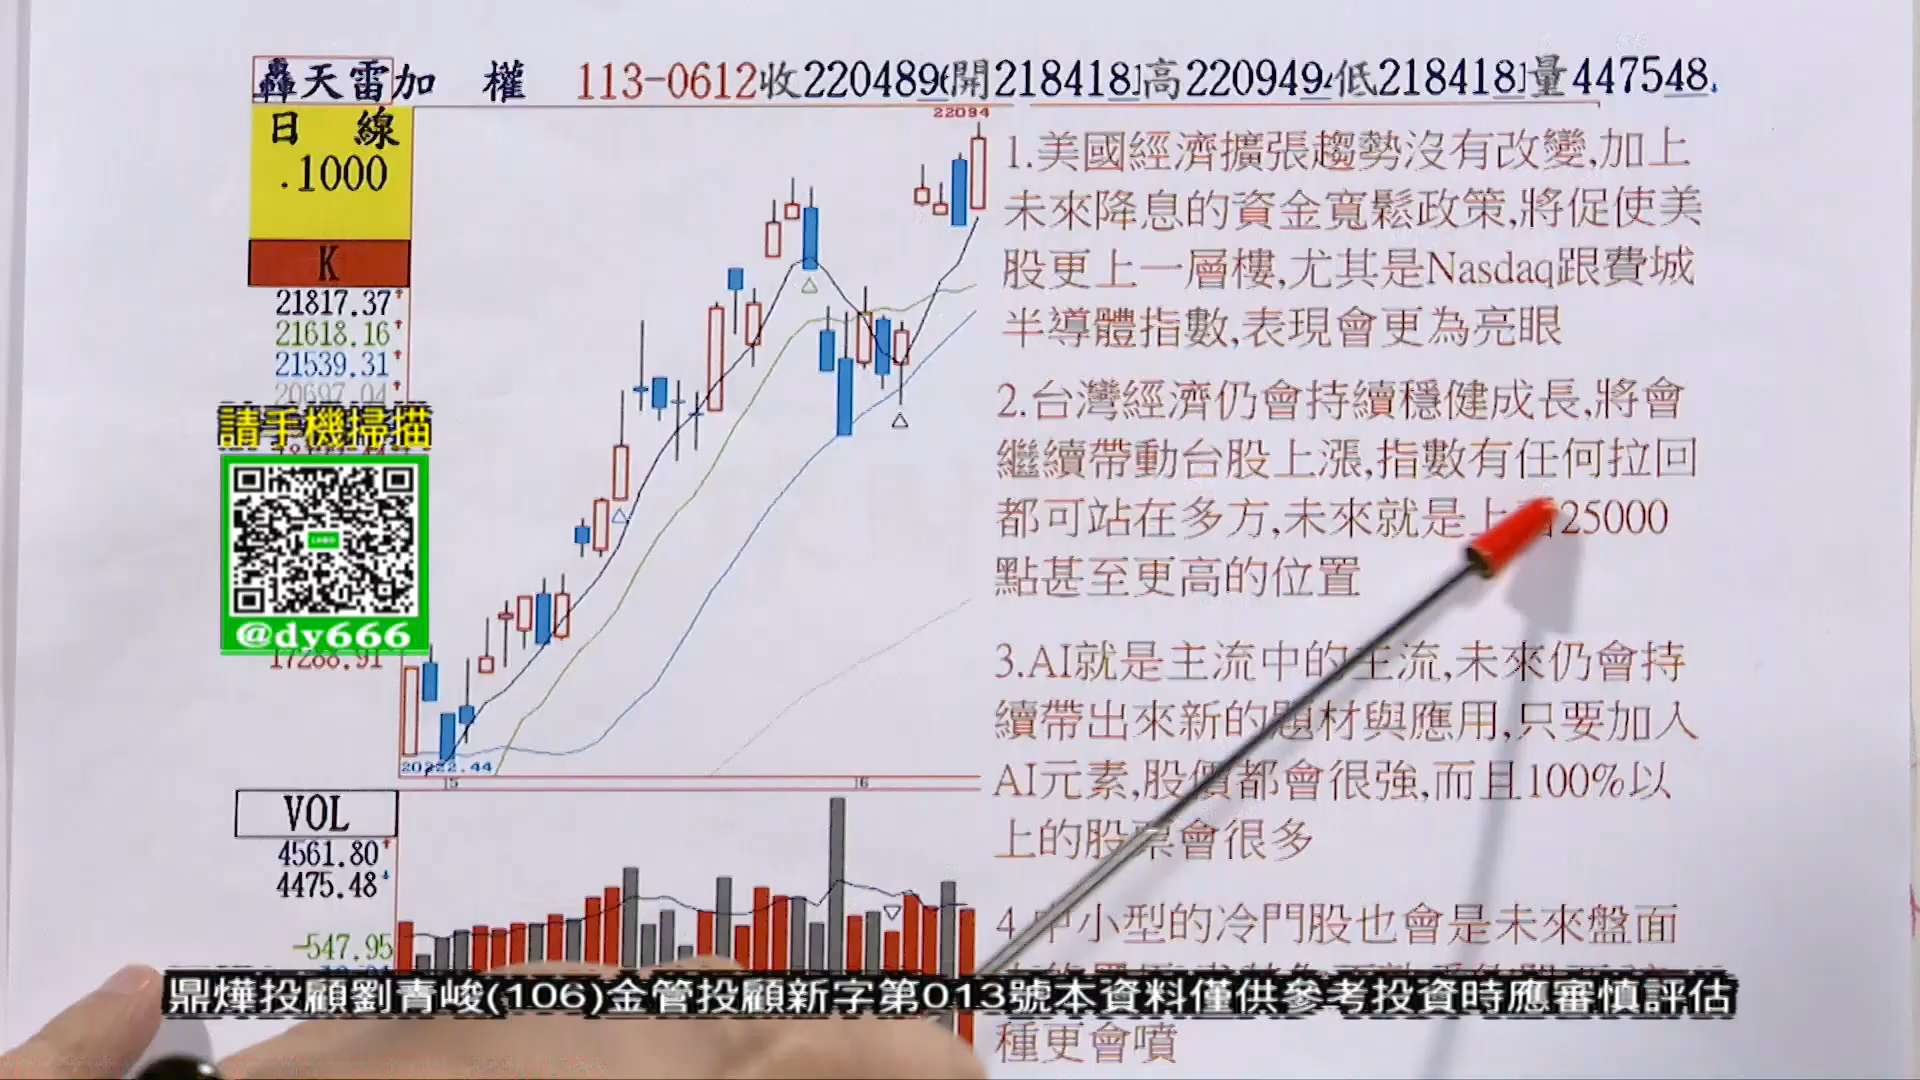 轟天雷加 權 113-0612收220489開218418高220949低218418量447548
日 線
.1000
K
21817.37
21618.16
21539.31
20697.04
請手機掃描
@dy666
17288.91
22094
20222.44
5
6
VOL
4561.80
4475.48
-547.95
1.美國經濟擴張趨勢沒有改變,加上
未來降息的資金寬鬆政策,將促使美
股更上一層樓,尤其是Nasdaq跟費城
半導體指數,表現會更為亮眼
2.台灣經濟仍會持續穩健成長,將會
繼續帶動台股上漲,指數有任何拉回
都可站在多方,未來就是上 25000
點甚至更高的位置
3.AI就是主流中的主流,未來仍會持
續帶出來新的題材與應用,只要加入
AI元素,股價都會很強,而且100%以
上的股票會很多
4.中小型的冷門股也會是未來盤面
鼎燁投顧劉青峻(106)金管投顧新字第013號本資料僅供參考投資時應審慎評估
種更會噴